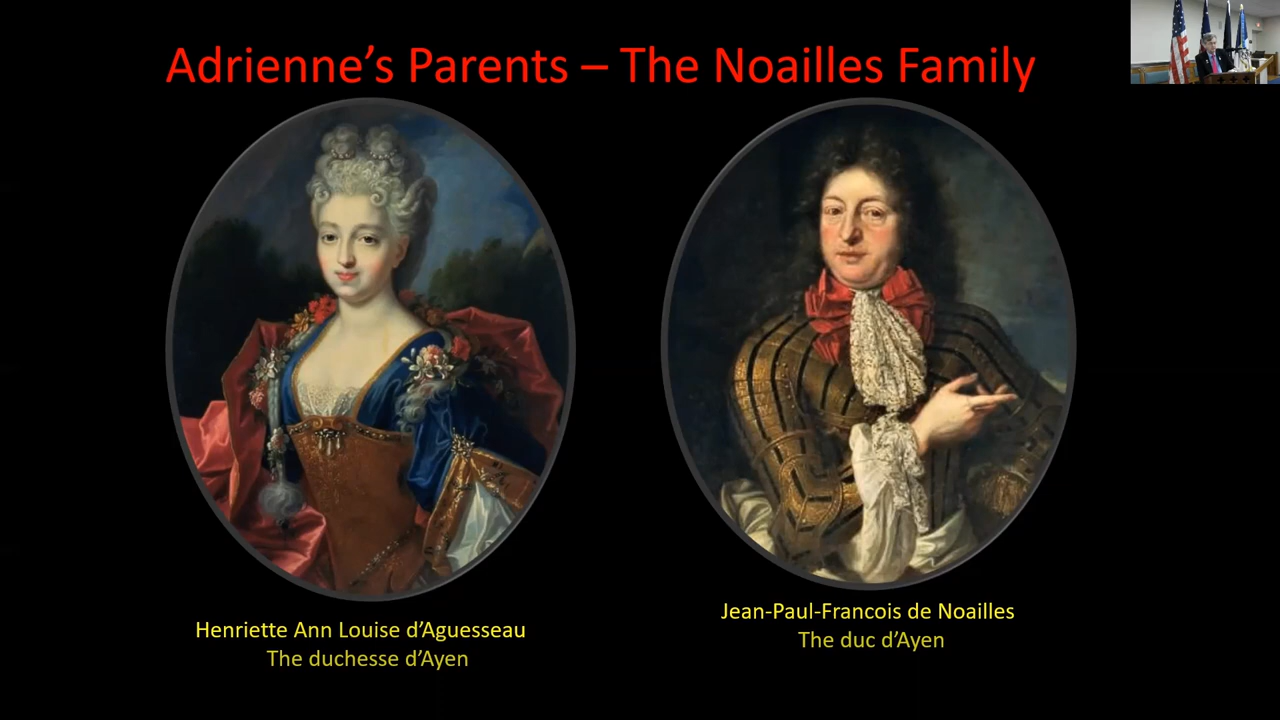 Adrienne’s Parents – The Noailles Family
Henriette Ann Louise d’Aguesseau
The duchesse d’Ayen
Jean-Paul-Francois de Noailles
The duc d’Ayen